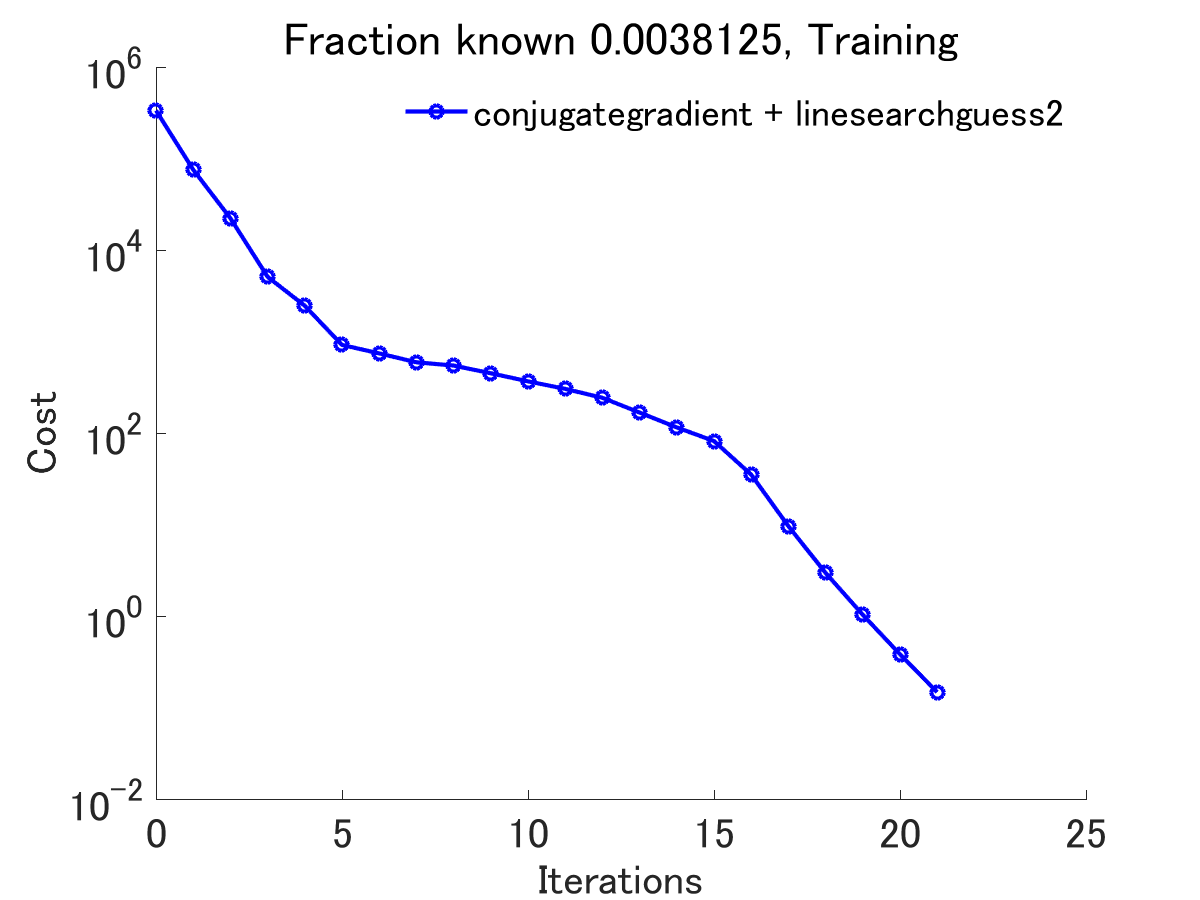 Fraction known 0.0038125, Training
conjugategradient + linesearchguess2
10^6
10^4
10^2
10^0
10^−2
Cost
0 5 10 15 20 25
Iterations